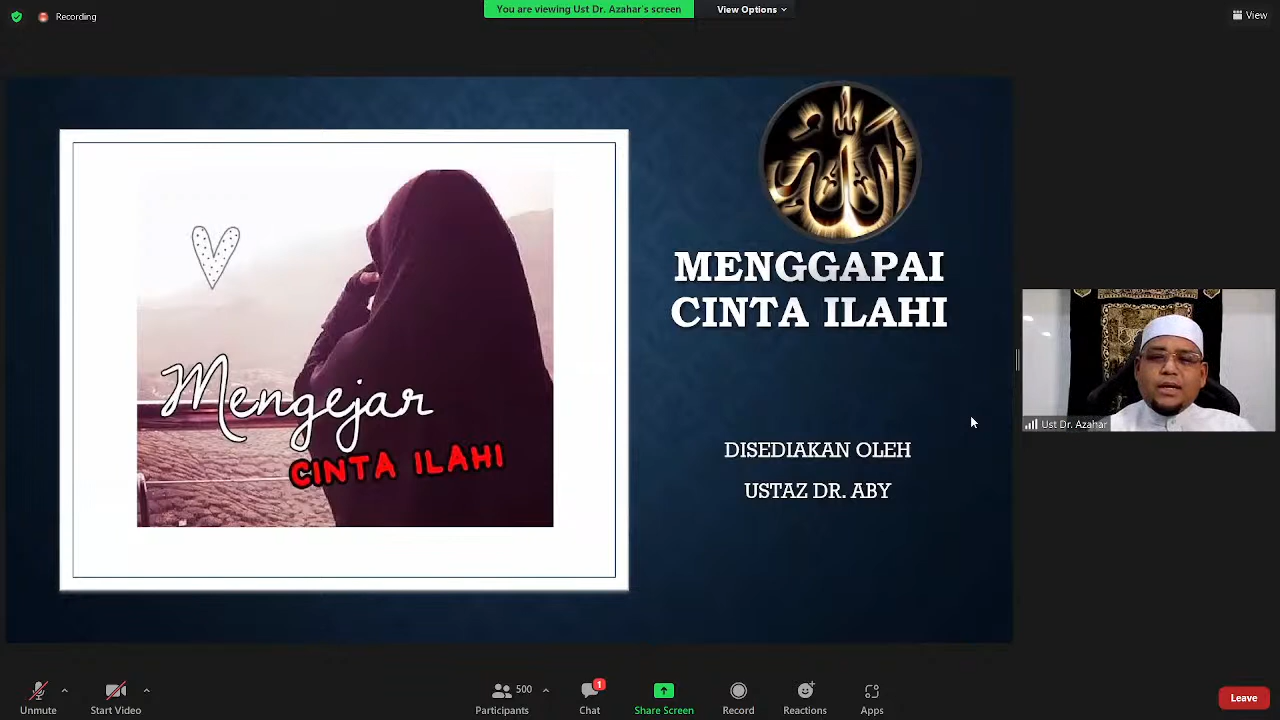 Recording
You are viewing Ust Dr. Azahar's screen
View Options
View
الله
MENGGAPAI
CINTA ILAHI
Mengejar
CINTA ILAHI
DISEDIAKAN OLEH
USTAZ DR. ABY
Ust Dr. Azahar
Unmute
Start Video
500
Participants
1
Chat
Share Screen
Record
Reactions
Apps
Leave